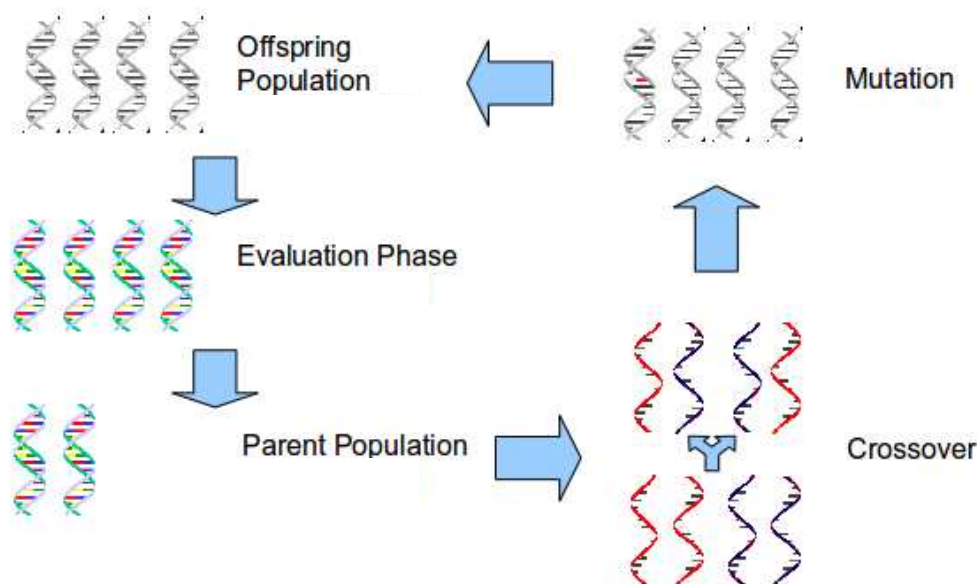 Offspring
Population
Mutation
Evaluation Phase
Parent Population
Crossover